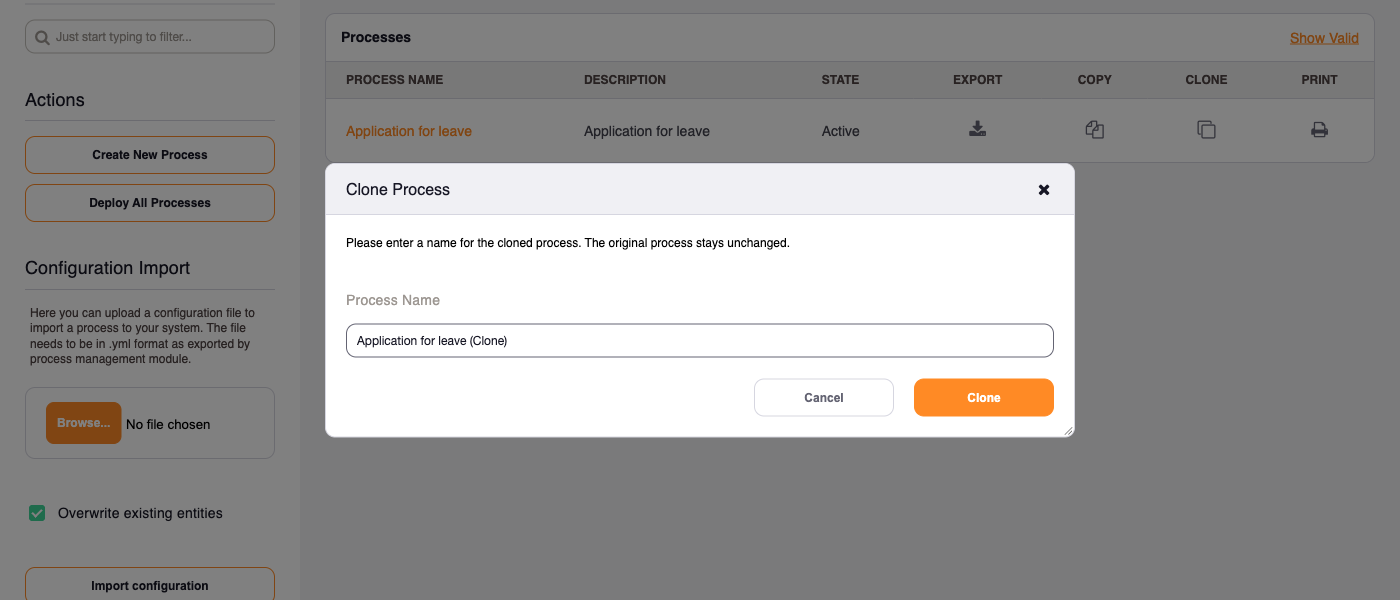 Just start typing to filter...
Actions
Create New Process
Deploy All Processes
Configuration Import
Here you can upload a configuration file to
import a process to your system. The file
needs to be in .yml format as exported by
process management module.
Browse... No file chosen
Overwrite existing entities
Import configuration
Processes Show Valid
PROCESS NAME DESCRIPTION STATE EXPORT COPY CLONE PRINT
Application for leave Application for leave Active
Clone Process
Please enter a name for the cloned process. The original process stays unchanged.
Process Name
Application for leave (Clone)
Cancel Clone